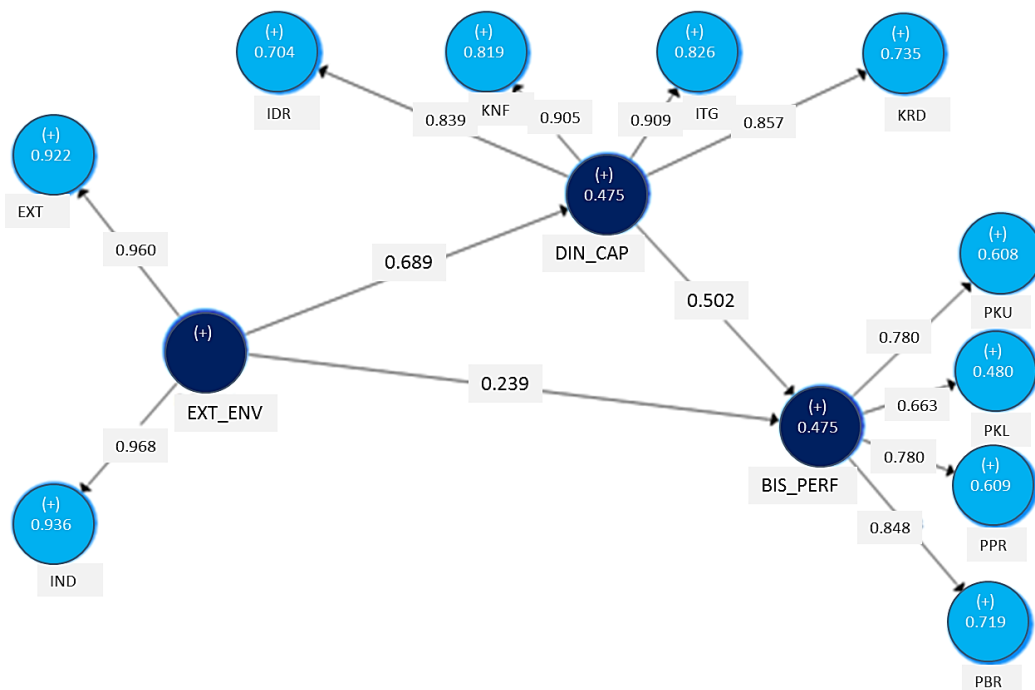 (+)
0.704
IDR
(+)
0.819
KNF
(+)
0.826
ITG
(+)
0.735
KRD
0.839
0.905
0.909
0.857
(+)
0.922
EXT
0.960
(+)
0.475
DIN_CAP
0.689
0.502
(+)
EXT_ENV
0.239
0.968
(+)
0.936
IND
(+)
0.475
BIS_PERF
0.780
(+)
0.608
PKU
0.663
(+)
0.480
PKL
0.780
(+)
0.609
PPR
0.848
(+)
0.719
PBR